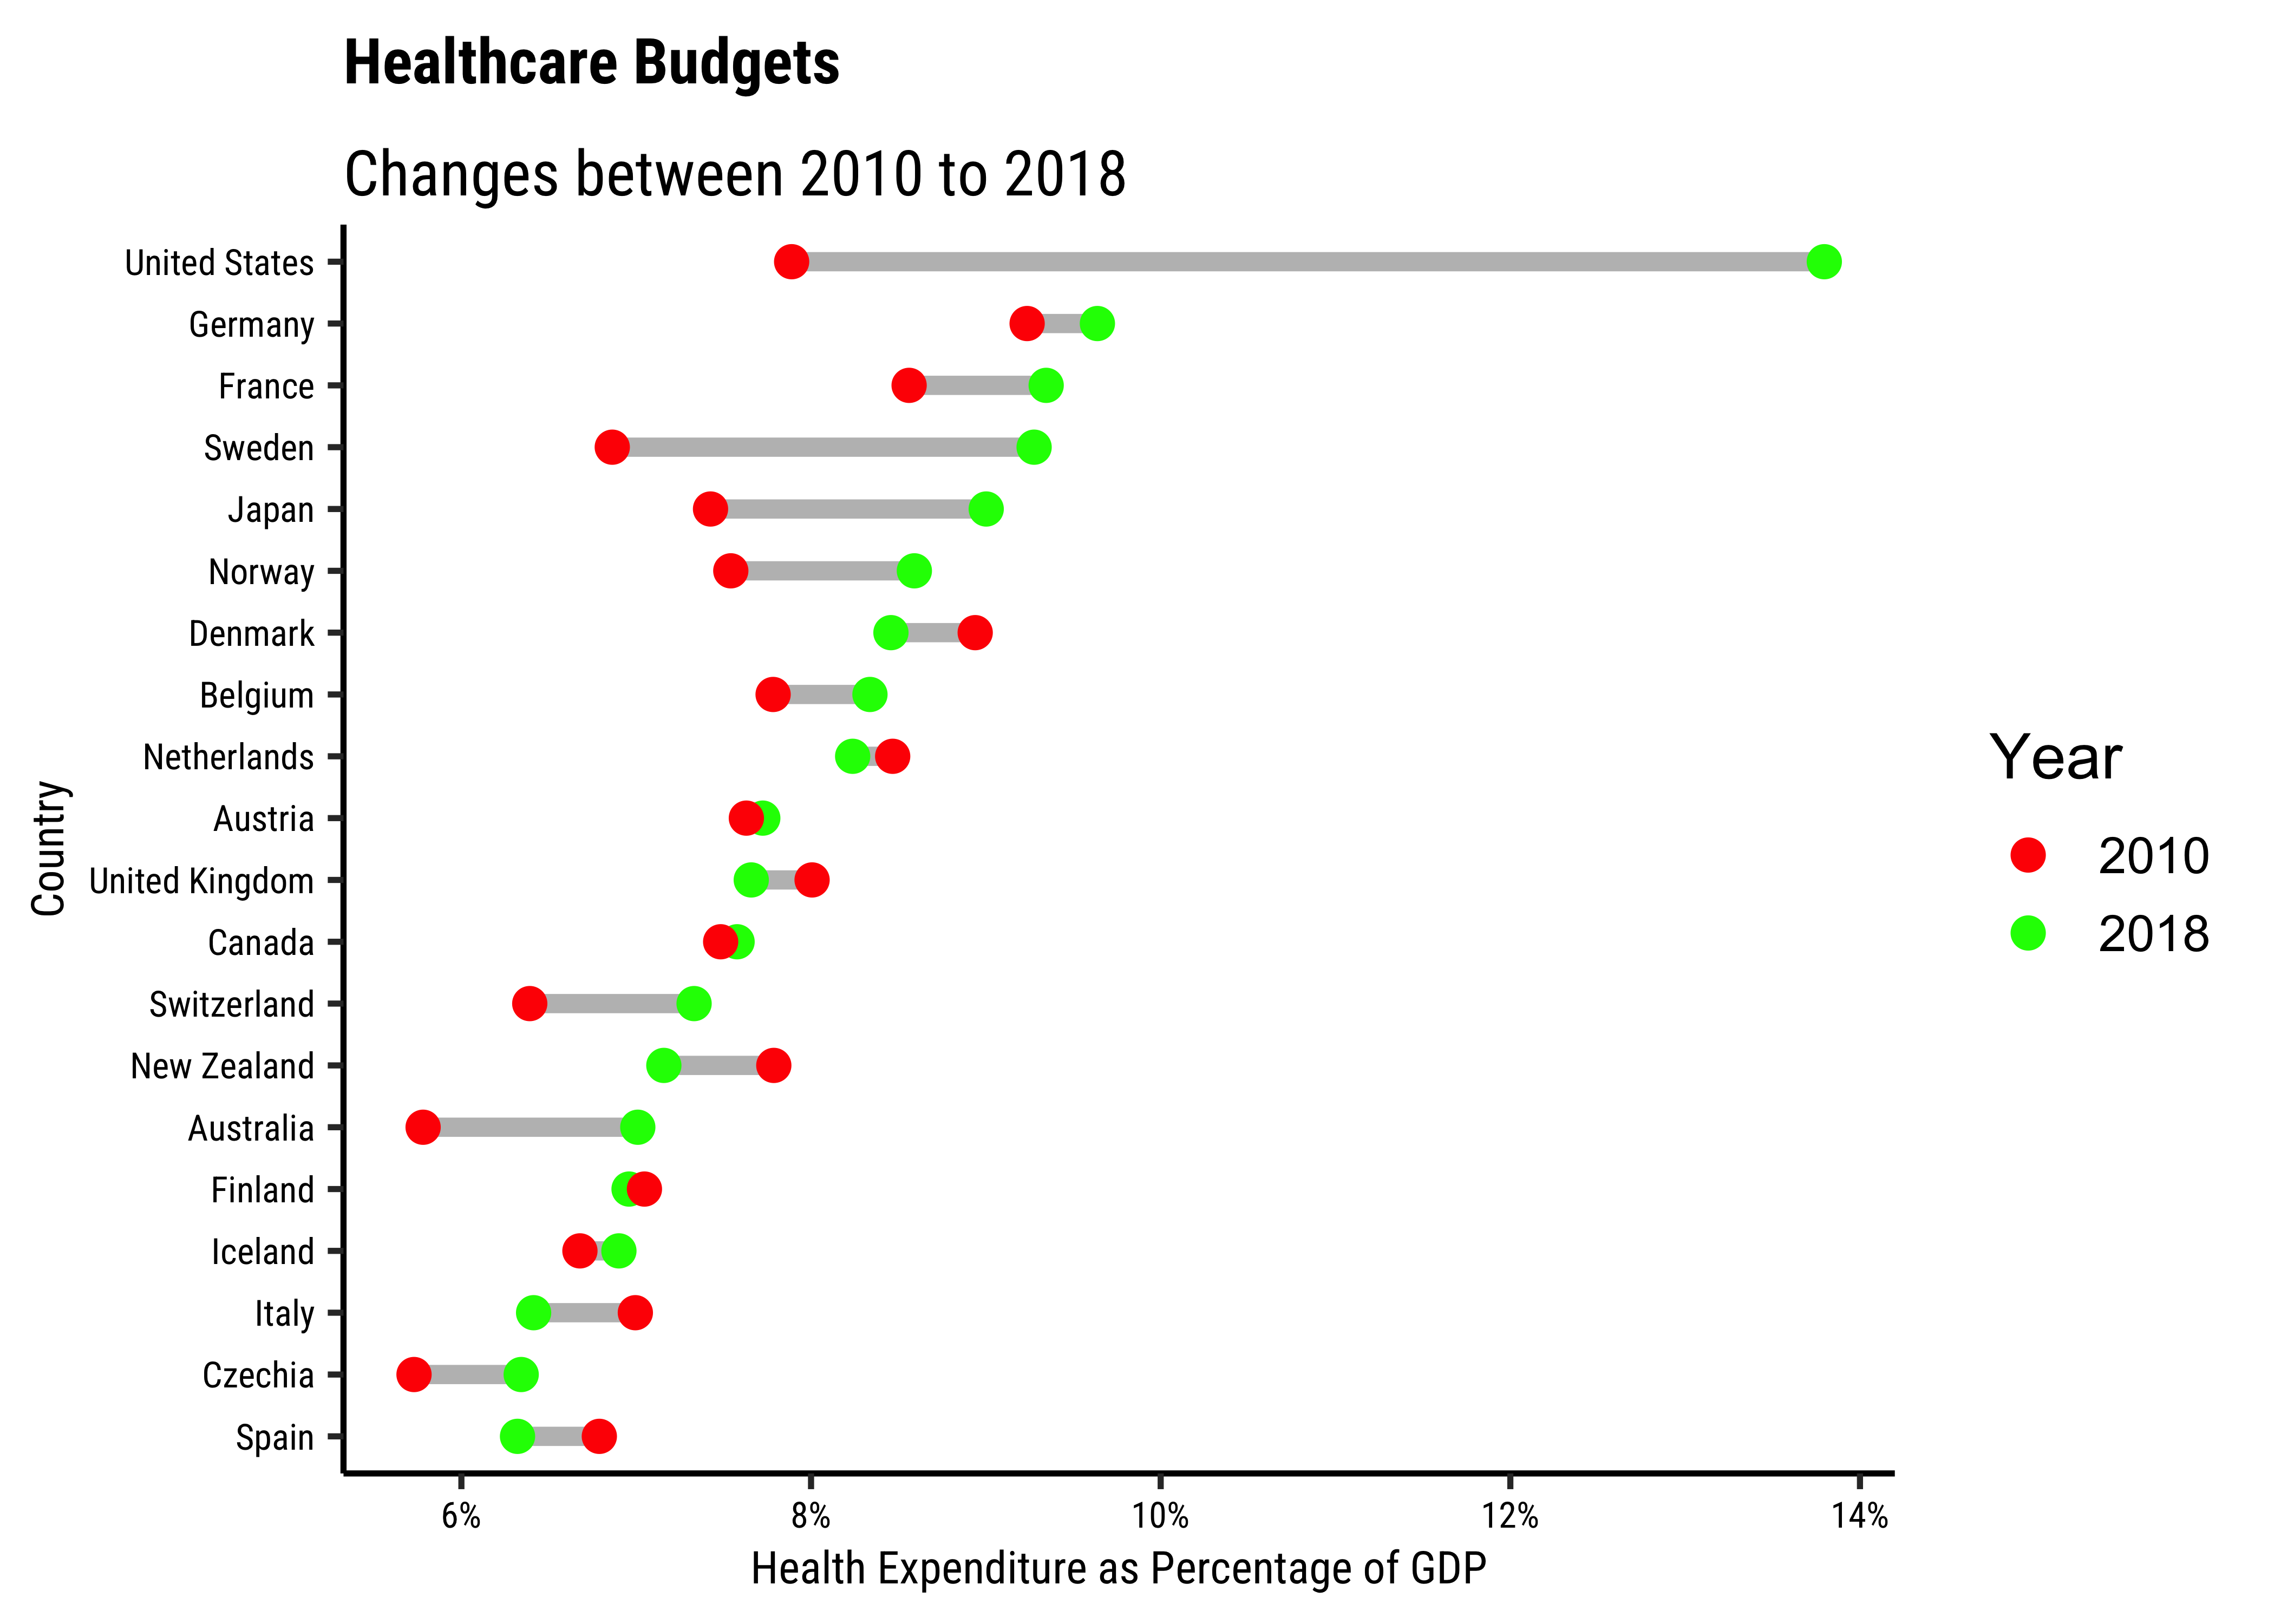 Healthcare Budgets
Changes between 2010 to 2018
Country
United States
Germany
France
Sweden
Japan
Norway
Denmark
Belgium
Netherlands
Austria
United Kingdom
Canada
Switzerland
New Zealand
Australia
Finland
Iceland
Italy
Czechia
Spain
6% 8% 10% 12% 14%
Health Expenditure as Percentage of GDP
Year
2010
2018